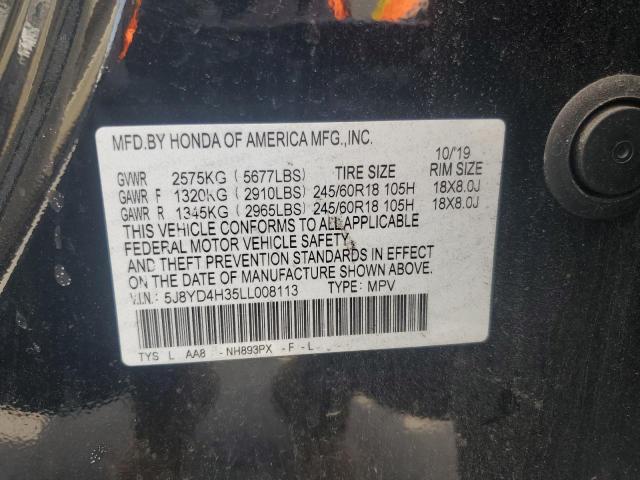 MFD.BY HONDA OF AMERICA MFG.,INC. 10/'19
GVWR 2575KG ( 5677LBS) TIRE SIZE RIM SIZE
GAWR F 1320KG ( 2910LBS) 245/60R18 105H 18X8.0J
GAWR R 1345KG ( 2965LBS) 245/60R18 105H 18X8.0J
THIS VEHICLE CONFORMS TO ALL APPLICABLE
FEDERAL MOTOR VEHICLE SAFETY
AND THEFT PREVENTION STANDARDS IN EFFECT
ON THE DATE OF MANUFACTURE SHOWN ABOVE.
V.I.N.: 5J8YD4H35LL008113 TYPE: MPV
TYS L AA8 -NH893PX -F -L